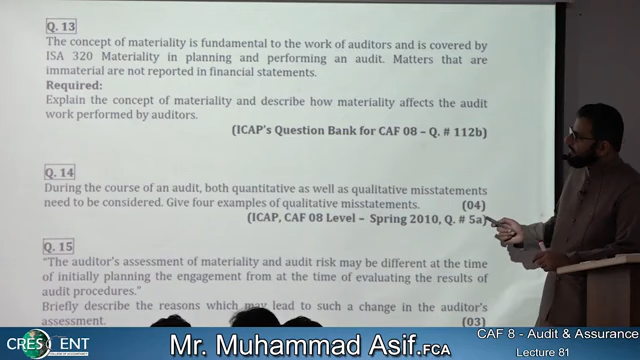 Q. 13
The concept of materiality is fundamental to the work of auditors and is covered by
ISA 320 Materiality in planning and performing an audit. Matters that are
immaterial are not reported in financial statements.
Required:
Explain the concept of materiality and describe how materiality affects the audit
work performed by auditors.
(ICAP's Question Bank for CAF 08 – Q. # 112b)
Q. 14
During the course of an audit, both quantitative as well as qualitative misstatements
need to be considered. Give four examples of qualitative misstatements. (04)
(ICAP, CAF 08 Level – Spring 2010, Q. # 5a)
Q. 15
"The auditor's assessment of materiality and audit risk may be different at the time
of initially planning the engagement from at the time of evaluating the results of
audit procedures."
Briefly describe the reasons which may lead to such a change in the auditor's
assessment. (03)
CRESCENT
COLLEGE OF ACCOUNTANCY
Mr. Muhammad Asif.FCA
CAF 8 - Audit & Assurance
Lecture 81